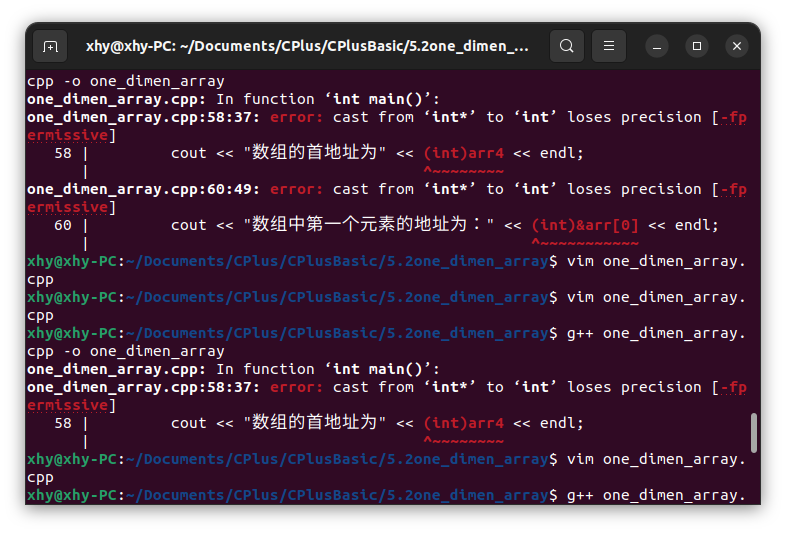 xhy@xhy-PC: ~/Documents/CPlus/CPlusBasic/5.2one_dimen_...
cpp -o one_dimen_array
one_dimen_array.cpp: In function ‘int main()’:
one_dimen_array.cpp:58:37: error: cast from ‘int*’ to ‘int’ loses precision [-fp
ermissive]
   58 |         cout << "数组的首地址为" << (int)arr4 << endl;
      |                                     ^~~~~~~~~
one_dimen_array.cpp:60:49: error: cast from ‘int*’ to ‘int’ loses precision [-fp
ermissive]
   60 |         cout << "数组中第一个元素的地址为：" << (int)&arr[0] << endl;
      |                                                 ^~~~~~~~~~~~
xhy@xhy-PC:~/Documents/CPlus/CPlusBasic/5.2one_dimen_array$ vim one_dimen_array.
cpp
xhy@xhy-PC:~/Documents/CPlus/CPlusBasic/5.2one_dimen_array$ vim one_dimen_array.
cpp
xhy@xhy-PC:~/Documents/CPlus/CPlusBasic/5.2one_dimen_array$ g++ one_dimen_array.
cpp -o one_dimen_array
one_dimen_array.cpp: In function ‘int main()’:
one_dimen_array.cpp:58:37: error: cast from ‘int*’ to ‘int’ loses precision [-fp
ermissive]
   58 |         cout << "数组的首地址为" << (int)arr4 << endl;
      |                                     ^~~~~~~~~
xhy@xhy-PC:~/Documents/CPlus/CPlusBasic/5.2one_dimen_array$ vim one_dimen_array.
cpp
xhy@xhy-PC:~/Documents/CPlus/CPlusBasic/5.2one_dimen_array$ g++ one_dimen_array.